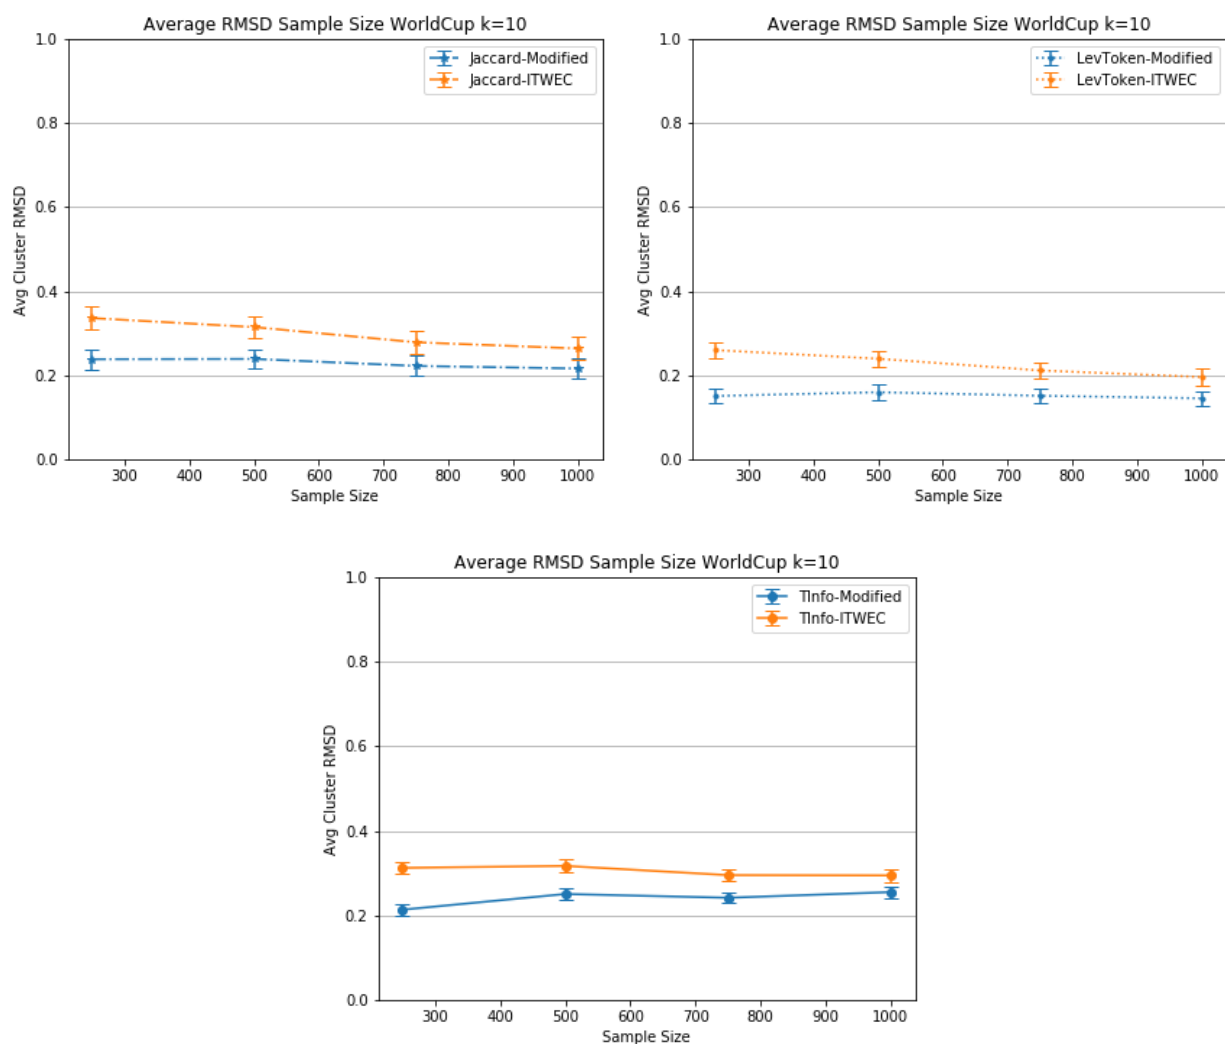 Average RMSD Sample Size WorldCup k=10
Jaccard-Modified
Jaccard-ITWEC
Avg Cluster RMSD
1.0
0.8
0.6
0.4
0.2
0.0
300 400 500 600 700 800 900 1000
Sample Size
Average RMSD Sample Size WorldCup k=10
LevToken-Modified
LevToken-ITWEC
Avg Cluster RMSD
1.0
0.8
0.6
0.4
0.2
0.0
300 400 500 600 700 800 900 1000
Sample Size
Average RMSD Sample Size WorldCup k=10
TInfo-Modified
TInfo-ITWEC
Avg Cluster RMSD
1.0
0.8
0.6
0.4
0.2
0.0
300 400 500 600 700 800 900 1000
Sample Size